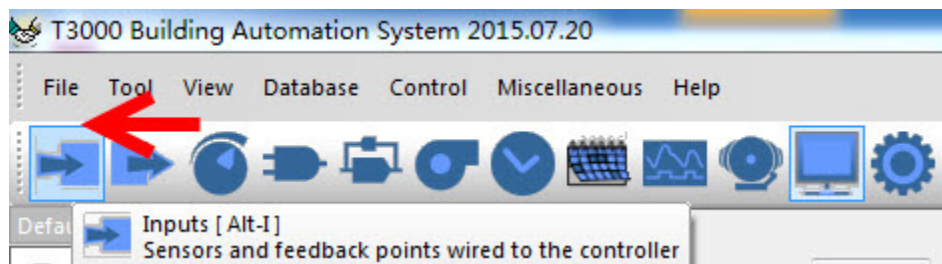 T3000 Building Automation System 2015.07.20
File Tool View Database Control Miscellaneous Help
Inputs [ Alt-I ]
Sensors and feedback points wired to the controller